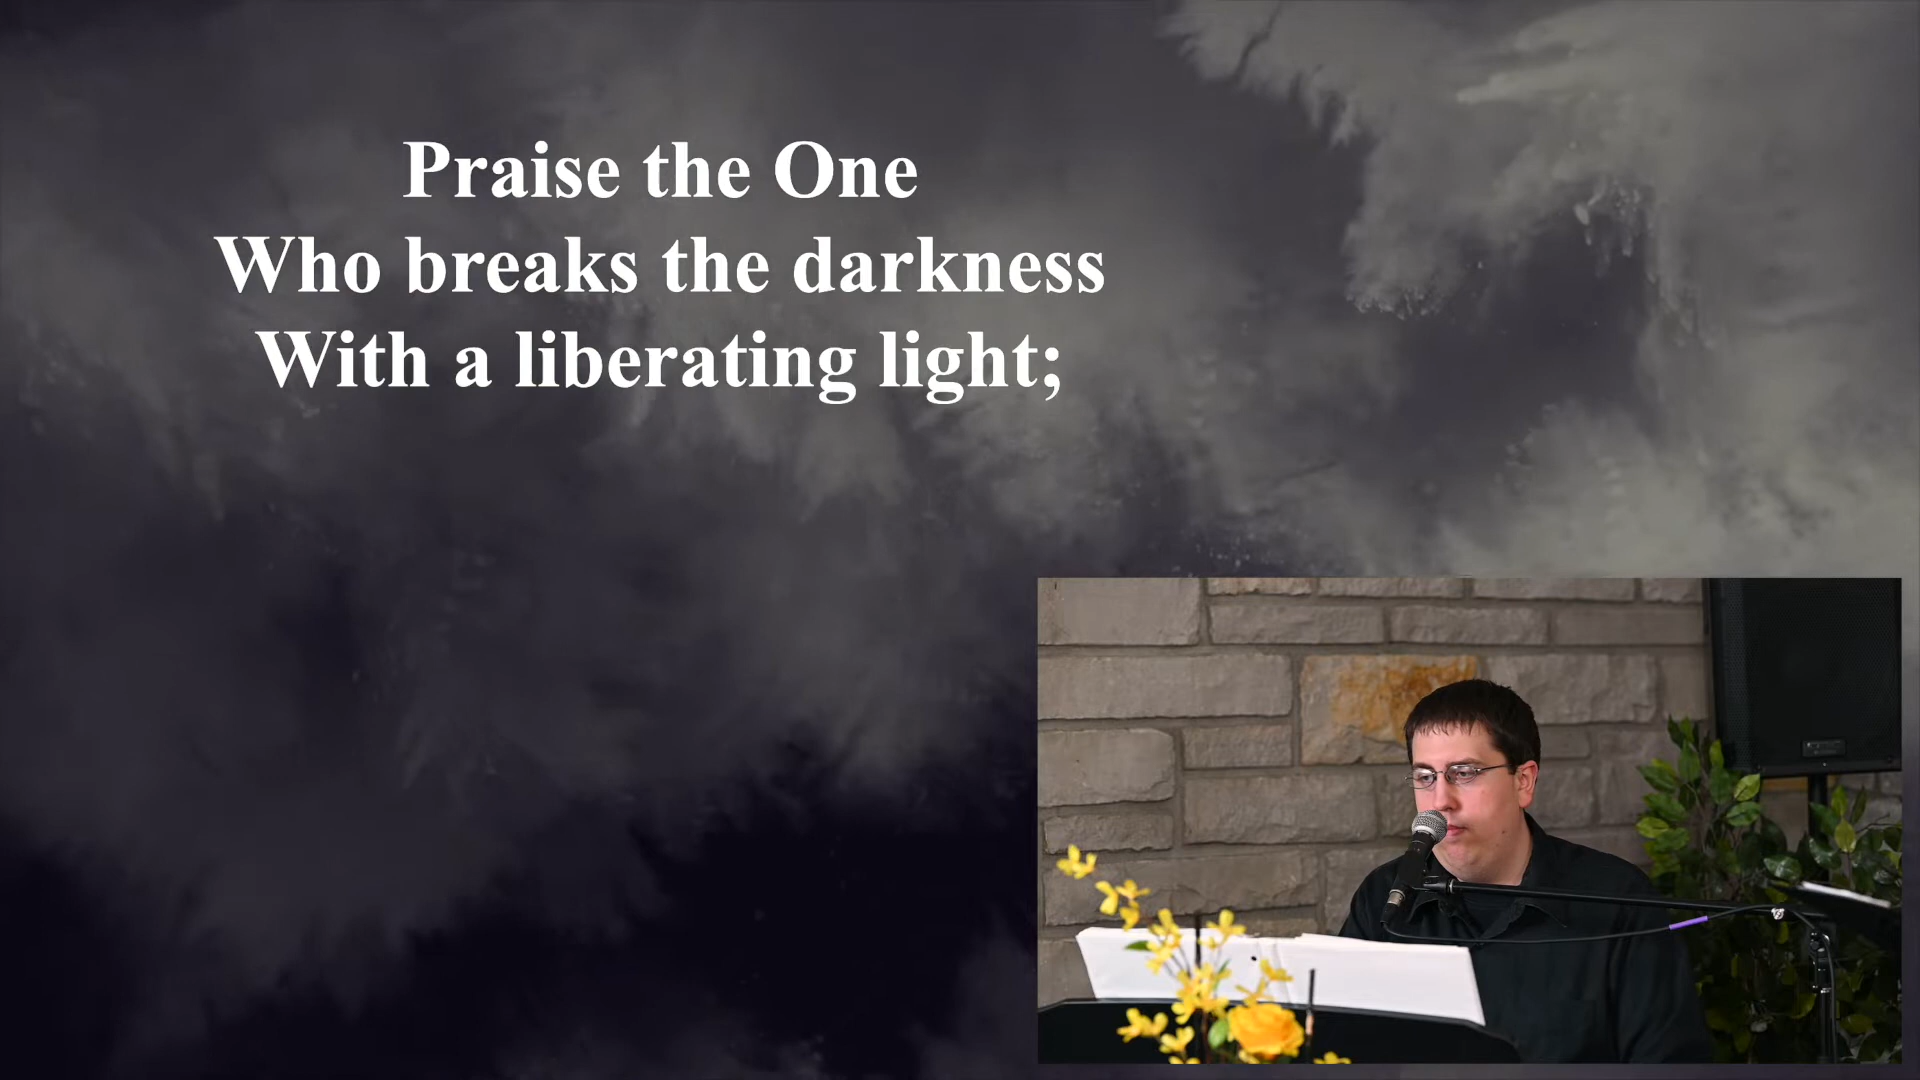 Praise the One
Who breaks the darkness
With a liberating light;